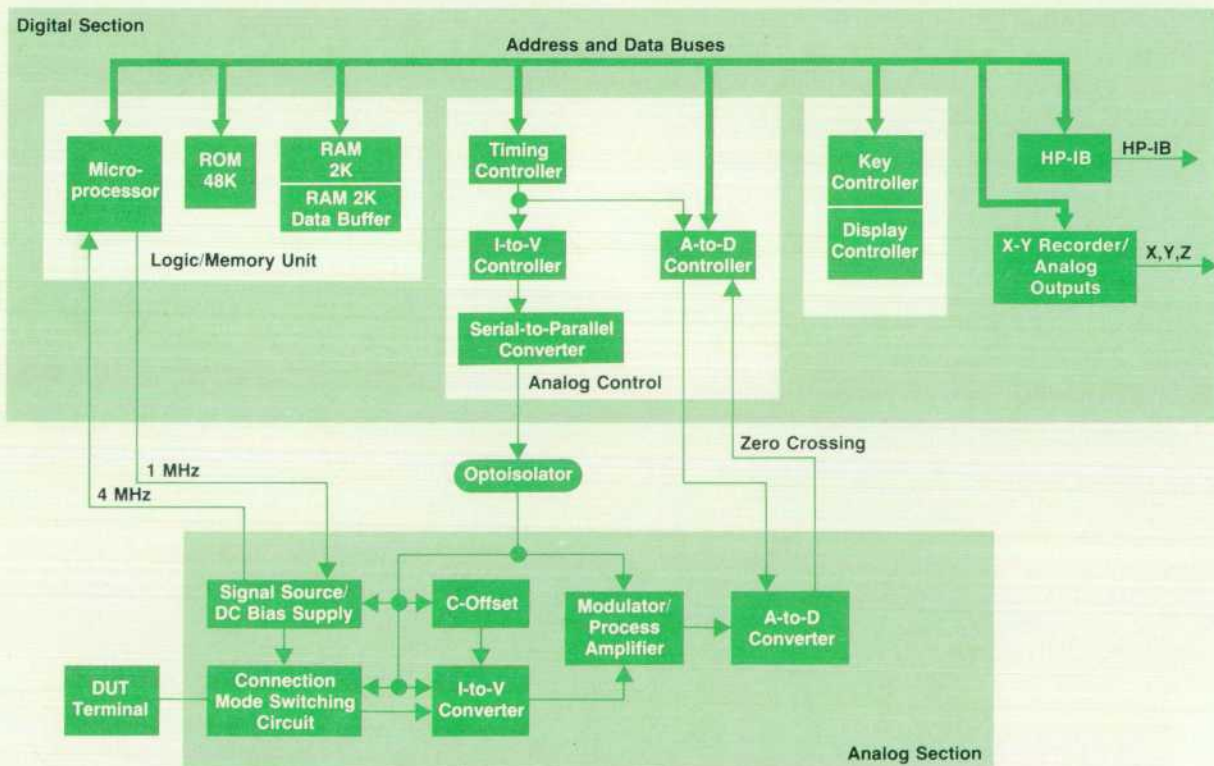 Digital Section
Address and Data Buses
Micro-
processor
ROM
48K
RAM
2K
RAM 2K
Data Buffer
Logic/Memory Unit
Timing
Controller
I-to-V
Controller
A-to-D
Controller
Serial-to-Parallel
Converter
Analog Control
Key
Controller
Display
Controller
HP-IB
HP-IB
X-Y Recorder/
Analog
Outputs
X,Y,Z
1 MHz
4 MHz
Optoisolator
Zero Crossing
Signal Source/
DC Bias Supply
C-Offset
Modulator/
Process
Amplifier
A-to-D
Converter
DUT
Terminal
Connection
Mode Switching
Circuit
I-to-V
Converter
Analog Section